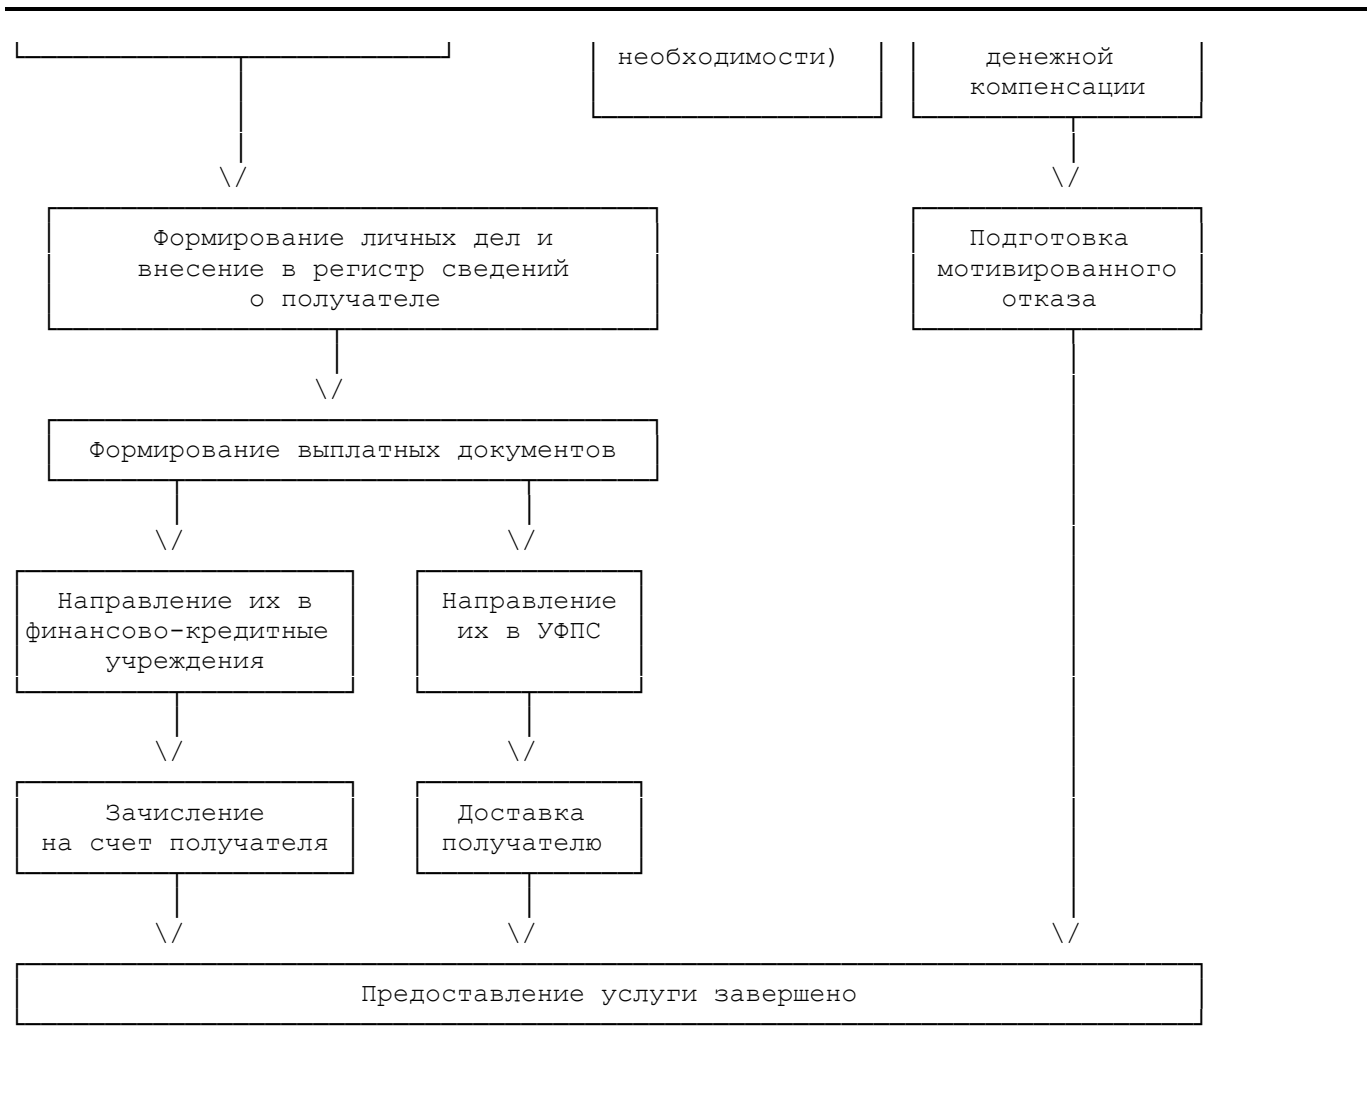 необходимости)
денежной
компенсации
\/
\/
Формирование личных дел и
внесение в регистр сведений
о получателе
Подготовка
мотивированного
отказа
\/
Формирование выплатных документов
\/
\/
Направление их в
финансово-кредитные
учреждения
Направление
их в УФПС
\/
\/
Зачисление
на счет получателя
Доставка
получателю
\/
\/
\/
Предоставление услуги завершено